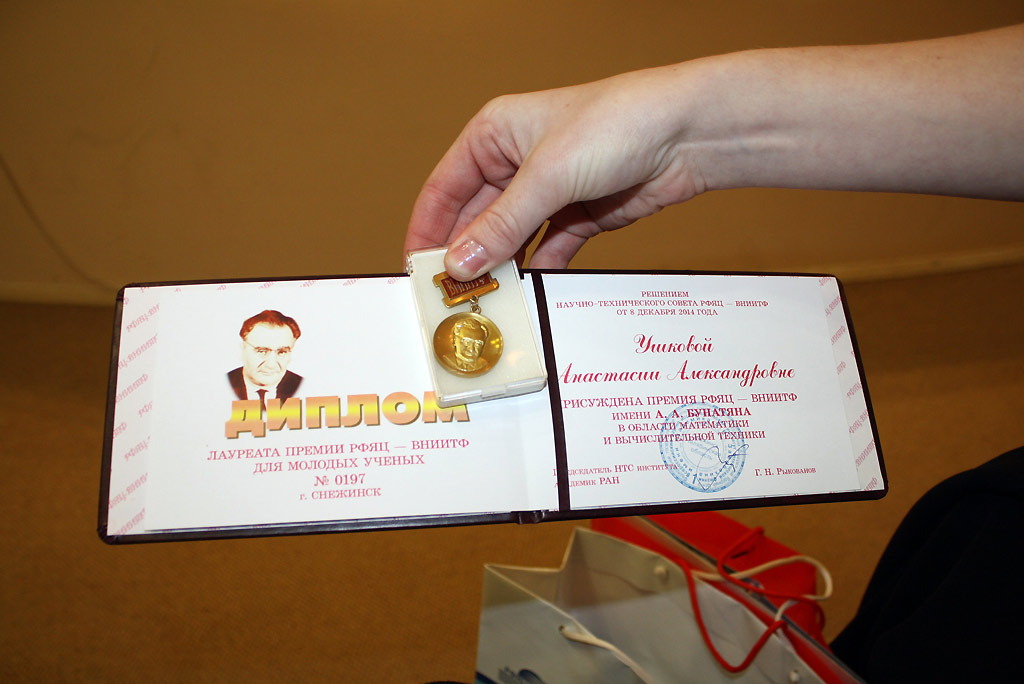 ВНИИТФ
ДИПЛОМ
ЛАУРЕАТА ПРЕМИИ РФЯЦ — ВНИИТФ
ДЛЯ МОЛОДЫХ УЧЕНЫХ
№ 0197
г. СНЕЖИНСК
РЕШЕНИЕМ
НАУЧНО-ТЕХНИЧЕСКОГО СОВЕТА РФЯЦ — ВНИИТФ
ОТ 8 ДЕКАБРЯ 2014 ГОДА
Ушковой
Анастасии Александровне
ПРИСУЖДЕНА ПРЕМИЯ РФЯЦ — ВНИИТФ
ИМЕНИ А. А. БУНАТЯНА
В ОБЛАСТИ МАТЕМАТИКИ
И ВЫЧИСЛИТЕЛЬНОЙ ТЕХНИКИ
Председатель НТС института
Академик РАН
Г. Н. Рыкованов